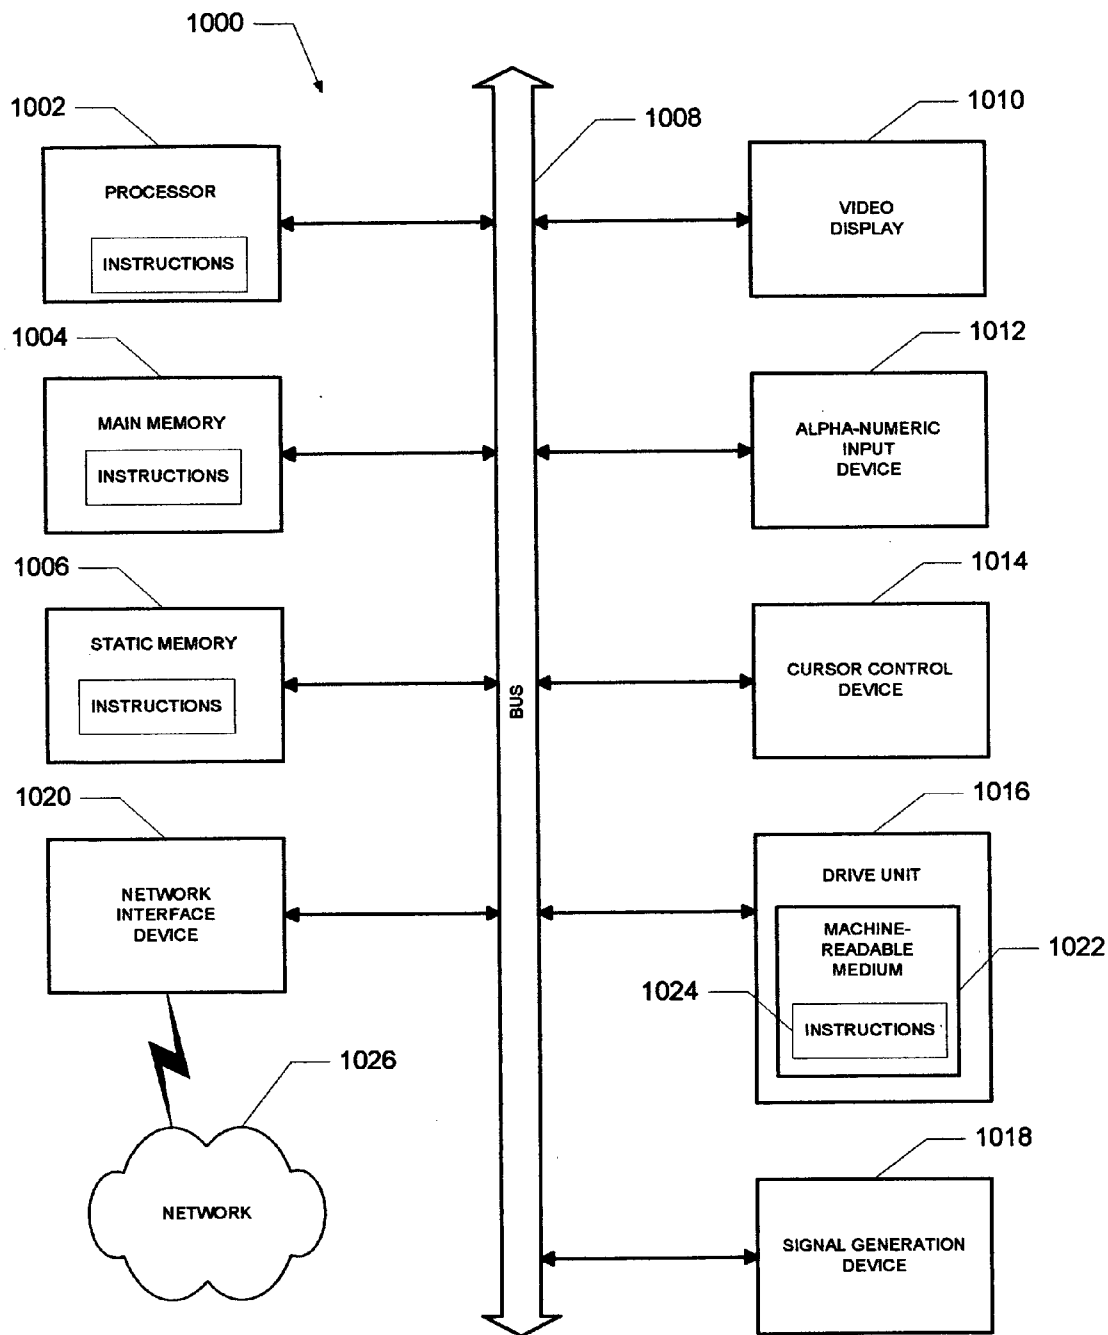 1000
1002
PROCESSOR
INSTRUCTIONS
1004
MAIN MEMORY
INSTRUCTIONS
1006
STATIC MEMORY
INSTRUCTIONS
1020
NETWORK
INTERFACE
DEVICE
1026
NETWORK
1008
BUS
1010
VIDEO
DISPLAY
1012
ALPHA-NUMERIC
INPUT
DEVICE
1014
CURSOR CONTROL
DEVICE
1016
DRIVE UNIT
MACHINE-
READABLE
MEDIUM
1022
1024
INSTRUCTIONS
1018
SIGNAL GENERATION
DEVICE